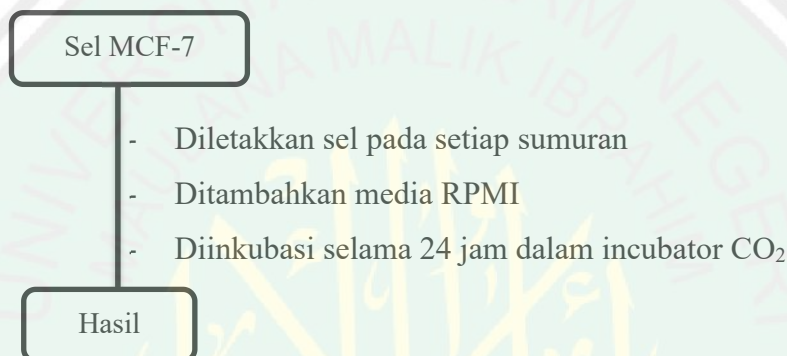 Sel MCF-7
- Diletakkan sel pada setiap sumuran
- Ditambahkan media RPMI
- Diinkubasi selama 24 jam dalam incubator CO₂
Hasil